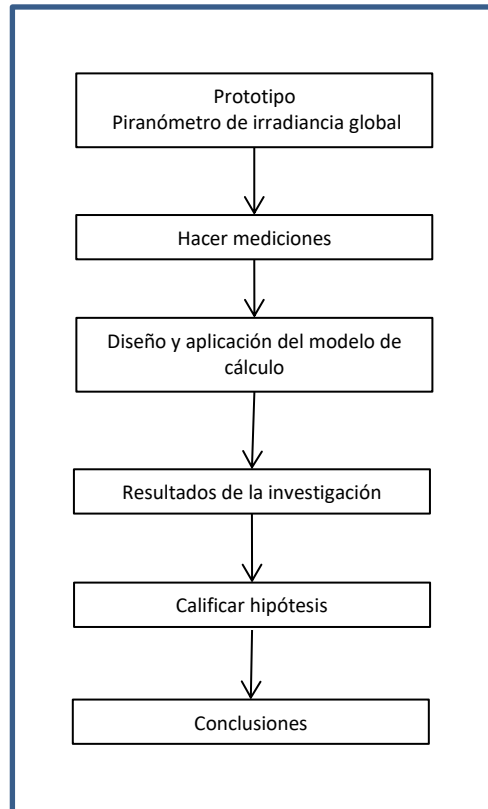 Prototipo
Piranómetro de irradiancia global
Hacer mediciones
Diseño y aplicación del modelo de
cálculo
Resultados de la investigación
Calificar hipótesis
Conclusiones